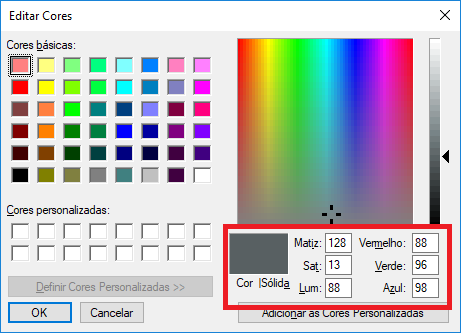 Editar Cores
Cores básicas:
Cores personalizadas:
Definir Cores Personalizadas >>
OK Cancelar
Matiz: 128 Vermelho: 88
Sat: 13 Verde: 96
Cor |Sólida Lum: 88 Azul: 98
Adicionar às Cores Personalizadas